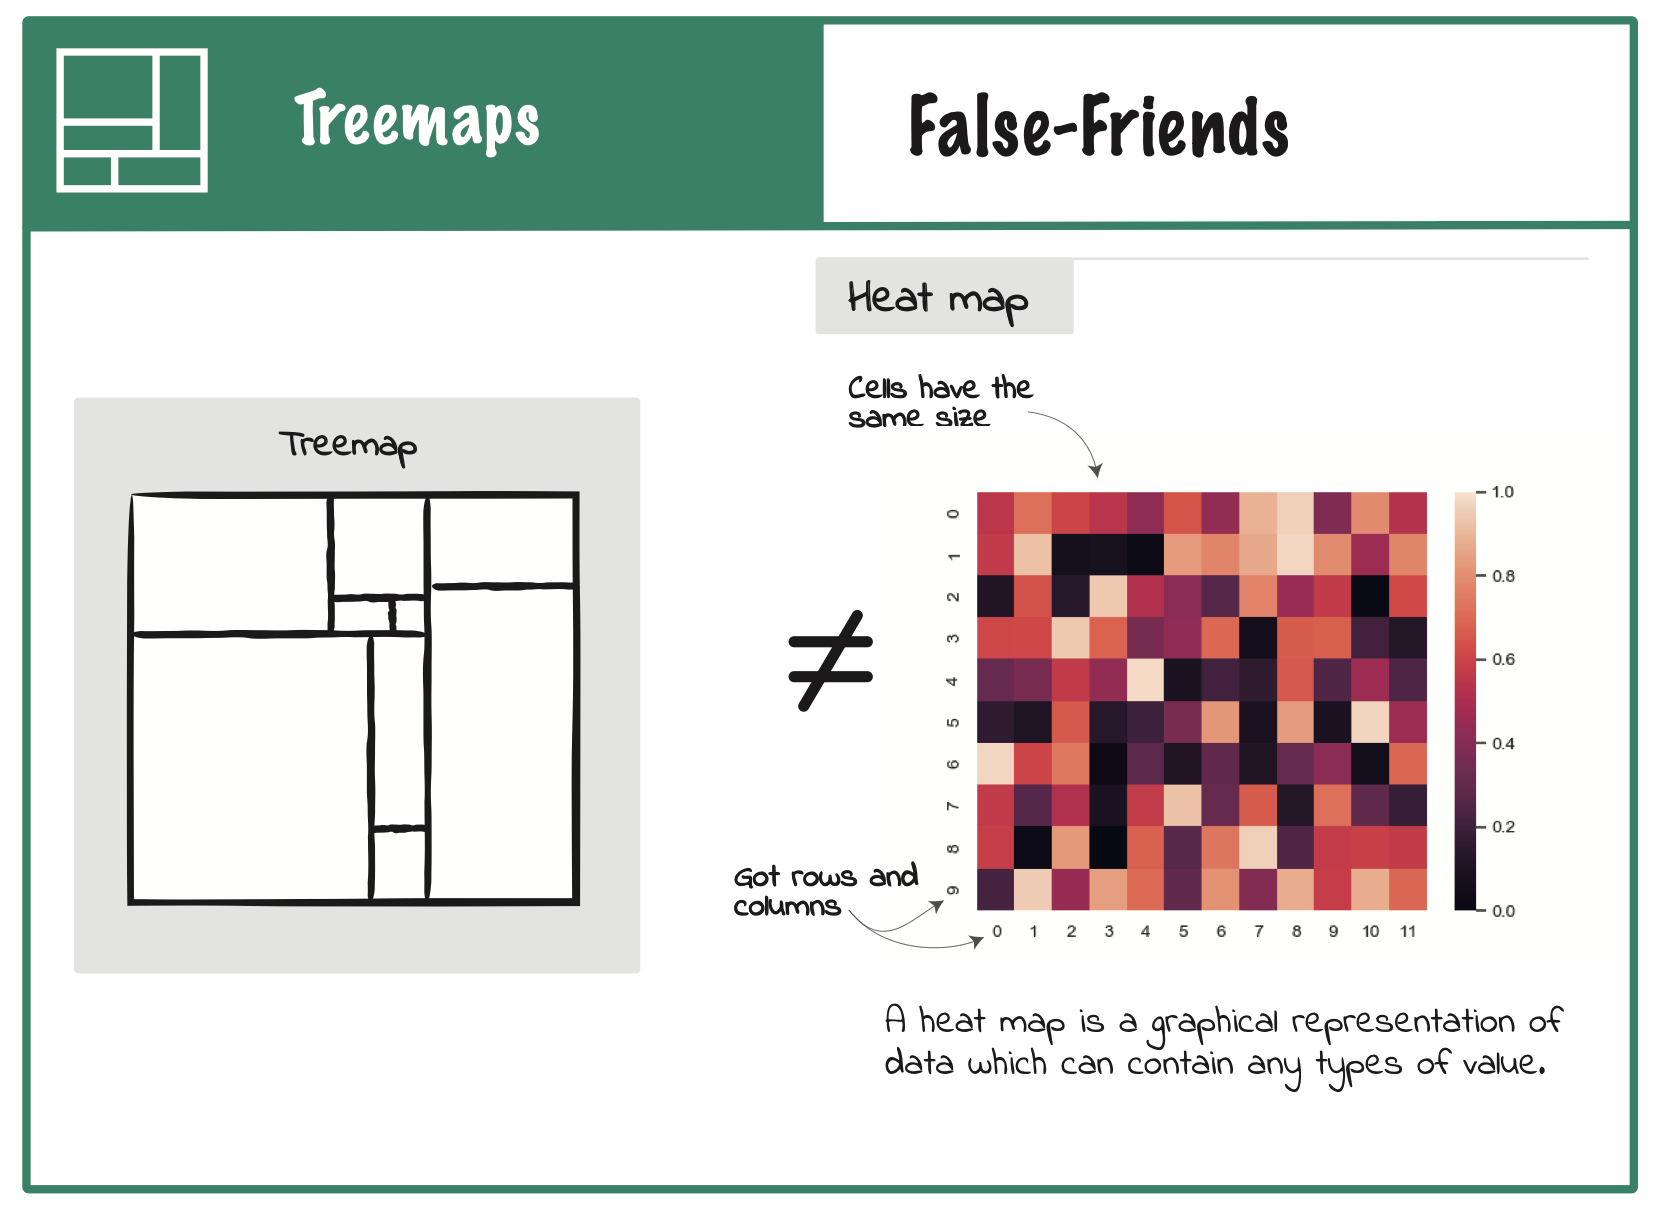 Treemaps
False-Friends
Heat map
Cells have the
same size
Treemap
≠
0
1
2
3
4
5
6
7
8
9
0 1 2 3 4 5 6 7 8 9 10 11
1.0
0.8
0.6
0.4
0.2
0.0
Got rows and
columns
A heat map is a graphical representation of
data which can contain any types of value.